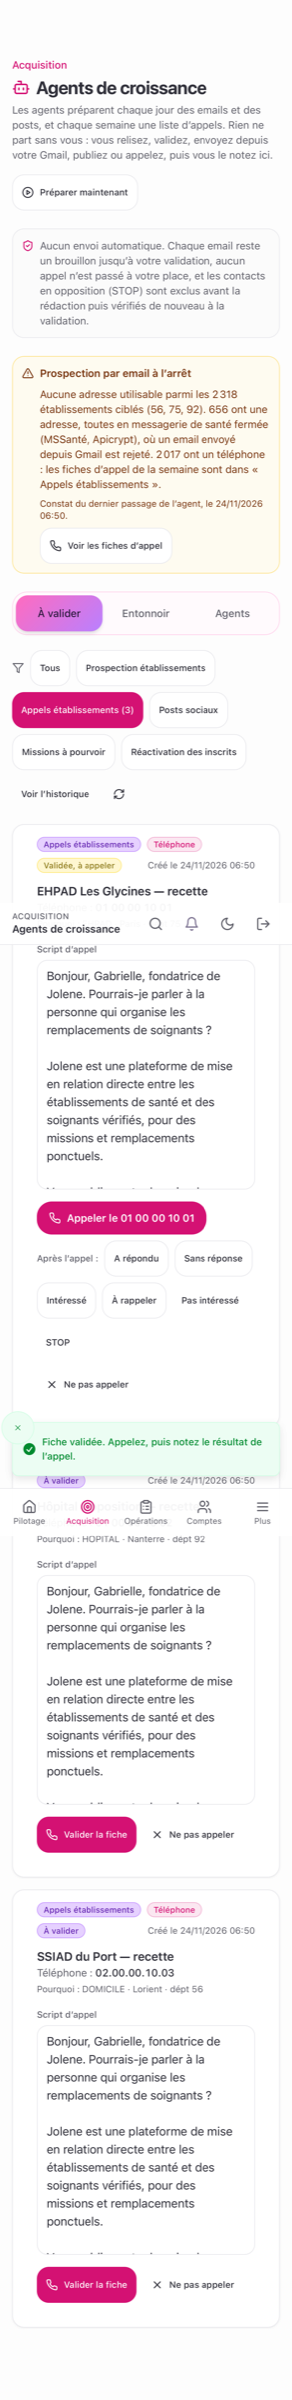 Acquisition
Agents de croissance
Les agents préparent chaque jour des emails et des
posts, et chaque semaine une liste d'appels. Rien ne
part sans vous : vous relisez, validez, envoyez depuis
votre Gmail, publiez ou appelez, puis vous le notez ici.
Préparer maintenant
Aucun envoi automatique. Chaque email reste
un brouillon jusqu'à votre validation, aucun
appel n'est passé à votre place, et les contacts
en opposition (STOP) sont exclus avant la
rédaction puis vérifiés de nouveau à la
validation.
Prospection par email à l'arrêt
Aucune adresse utilisable parmi les 2 318
établissements ciblés (56, 75, 92). 656 ont une
adresse, toutes en messagerie de santé fermée
(MSSanté, Apicrypt), où un email envoyé
depuis Gmail est rejeté. 2 017 ont un téléphone
: les fiches d'appel de la semaine sont dans «
Appels établissements ».
Constat du dernier passage de l'agent, le 24/11/2026
06:50.
Voir les fiches d'appel
À valider
Entonnoir
Agents
Tous
Prospection établissements
Appels établissements (3)
Posts sociaux
Missions à pourvoir
Réactivation des inscrits
Voir l'historique
Appels établissements
Téléphone
Validée, à appeler
Créé le 24/11/2026 06:50
EHPAD Les Glycines — recette
ACQUISITION
Agents de croissance
Script d'appel
Bonjour, Gabrielle, fondatrice de
Jolene. Pourrais-je parler à la
personne qui organise les
remplacements de soignants ?
Jolene est une plateforme de mise
en relation directe entre les
établissements de santé et des
soignants vérifiés, pour des
missions et remplacements
ponctuels.
Appeler le 01 00 00 10 01
Après l'appel :
A répondu
Sans réponse
Intéressé
À rappeler
Pas intéressé
STOP
Ne pas appeler
Fiche validée. Appelez, puis notez le résultat de
l'appel.
À valider
Créé le 24/11/2026 06:50
Pilotage
Acquisition
Opérations
Comptes
Plus
Pourquoi : HOPITAL · Nanterre · dépt 92
Script d'appel
Bonjour, Gabrielle, fondatrice de
Jolene. Pourrais-je parler à la
personne qui organise les
remplacements de soignants ?
Jolene est une plateforme de mise
en relation directe entre les
établissements de santé et des
soignants vérifiés, pour des
missions et remplacements
ponctuels.
Valider la fiche
Ne pas appeler
Appels établissements
Téléphone
À valider
Créé le 24/11/2026 06:50
SSIAD du Port — recette
Téléphone : 02.00.00.10.03
Pourquoi : DOMICILE · Lorient · dépt 56
Script d'appel
Bonjour, Gabrielle, fondatrice de
Jolene. Pourrais-je parler à la
personne qui organise les
remplacements de soignants ?
Jolene est une plateforme de mise
en relation directe entre les
établissements de santé et des
soignants vérifiés, pour des
missions et remplacements
ponctuels.
Valider la fiche
Ne pas appeler